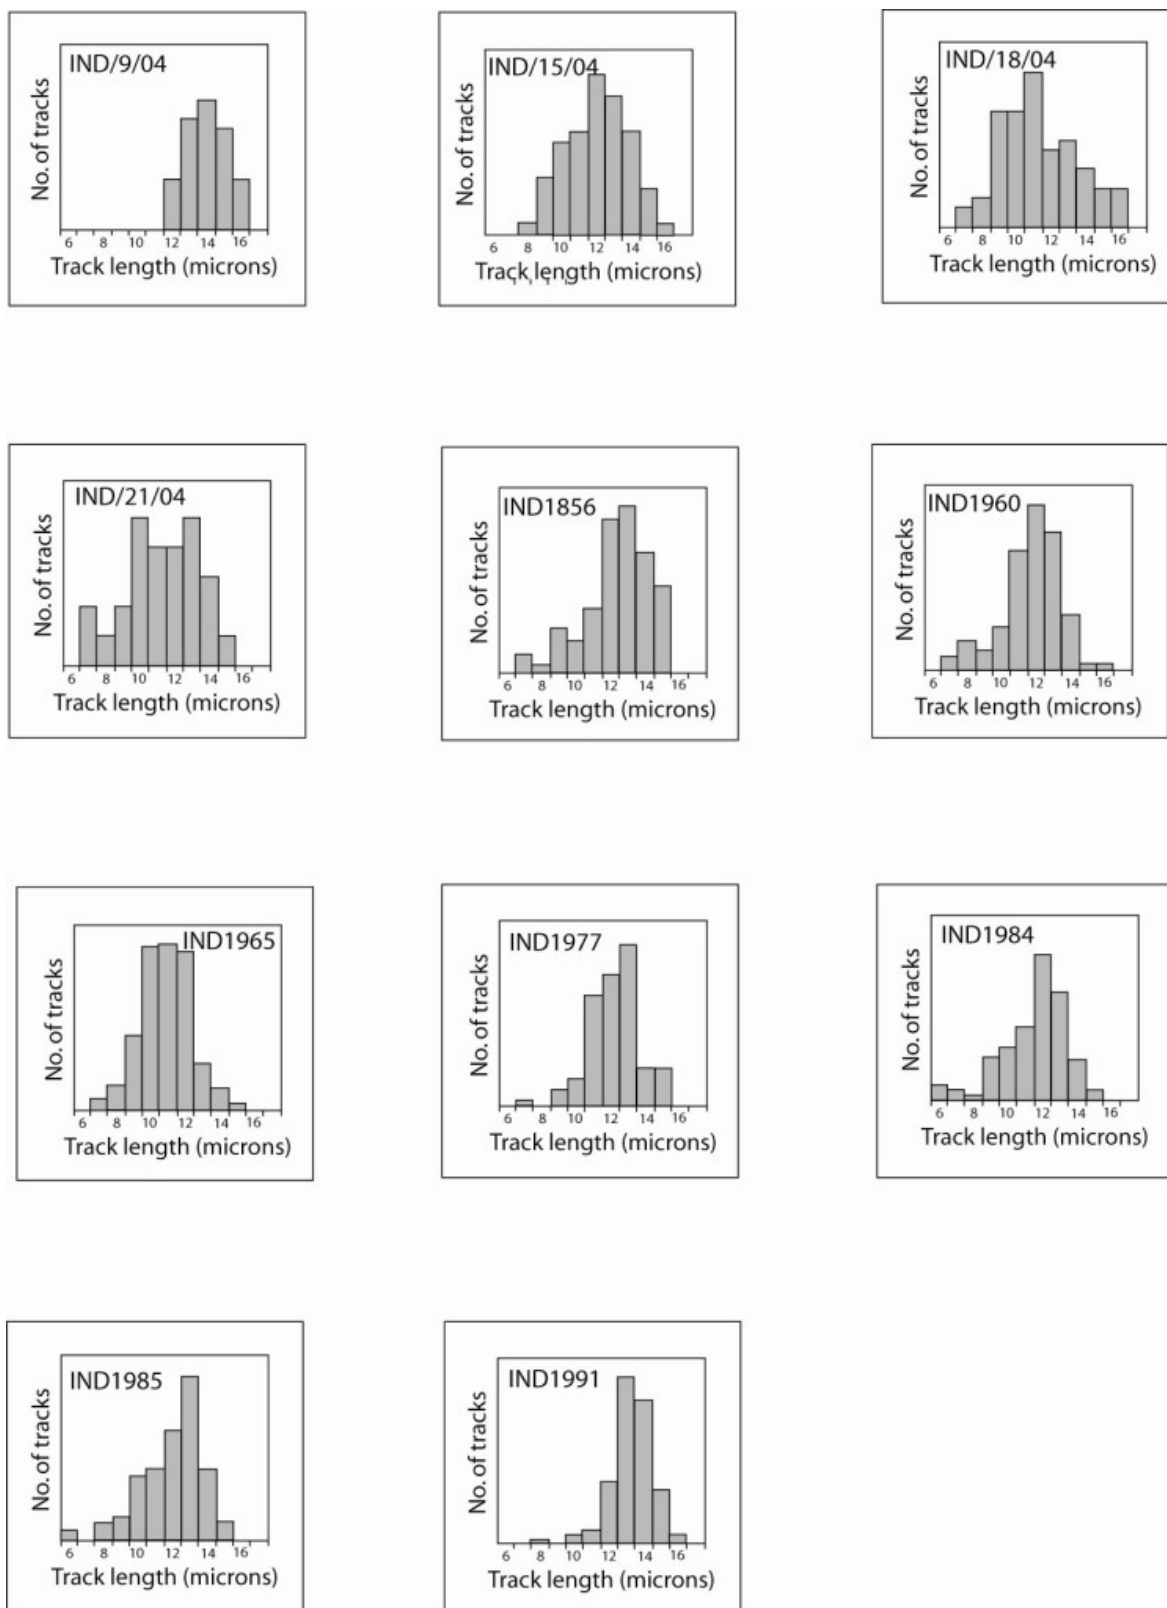 IND/9/04
No. of tracks
6 8 10 12 14 16
Track length (microns)
IND/15/04
No. of tracks
6 8 10 12 14 16
Track length (microns)
IND/18/04
No. of tracks
6 8 10 12 14 16
Track length (microns)
IND/21/04
No. of tracks
6 8 10 12 14 16
Track length (microns)
IND1856
No. of tracks
6 8 10 12 14 16
Track length (microns)
IND1960
No. of tracks
6 8 10 12 14 16
Track length (microns)
IND1965
No. of tracks
6 8 10 12 14 16
Track length (microns)
IND1977
No. of tracks
6 8 10 12 14 16
Track length (microns)
IND1984
No. of tracks
6 8 10 12 14 16
Track length (microns)
IND1985
No. of tracks
6 8 10 12 14 16
Track length (microns)
IND1991
No. of tracks
6 8 10 12 14 16
Track length (microns)